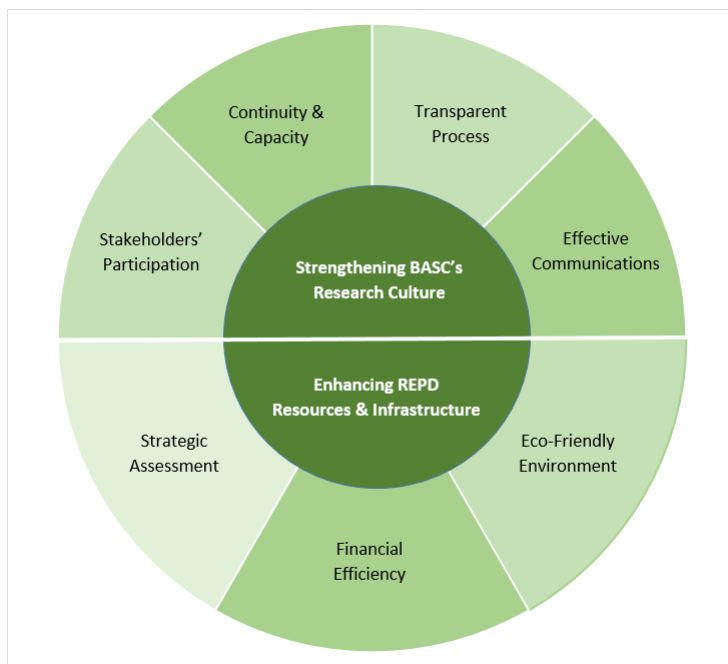 Continuity &
Capacity
Transparent
Process
Stakeholders’
Participation
Effective
Communications
Strengthening BASC’s
Research Culture
Enhancing REPD
Resources & Infrastructure
Strategic
Assessment
Eco-Friendly
Environment
Financial
Efficiency